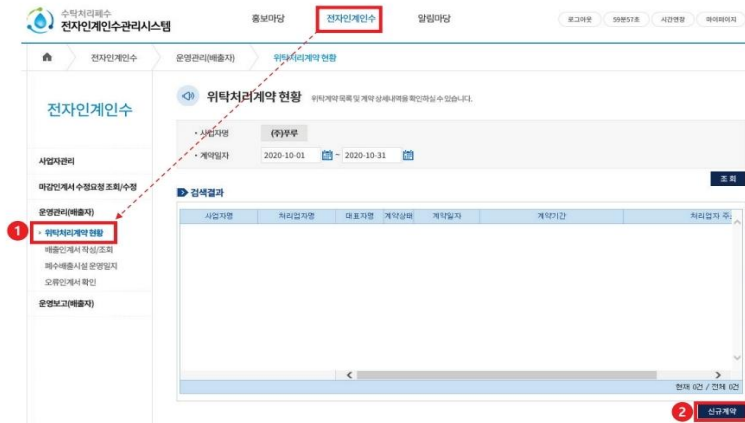 수탁처리폐수
전자인계인수관리시스템
홍보마당 전자인계인수 알림마당
로그아웃 59분57초 시간연장 마이페이지
전자인계인수 운영관리(배출자) 위탁처리계약 현황
전자인계인수
사업자관리
마감인계서 수정요청 조회/수정
운영관리(배출자)
1 위탁처리계약 현황
배출인계서 작성/조회
폐수배출시설 운영일지
오류인계서 확인
운영보고(배출자)
위탁처리계약 현황 위탁계약 목록 및 계약 상세내역을 확인하실 수 있습니다.
사업자명 (주)푸루
계약일자 2020-10-01 ~ 2020-10-31
조회
검색결과
사업자명 처리업자명 대표자명 계약상태 계약일자 계약기간 처리업자 주
현재 0건 / 전체 0건
2 신규계약